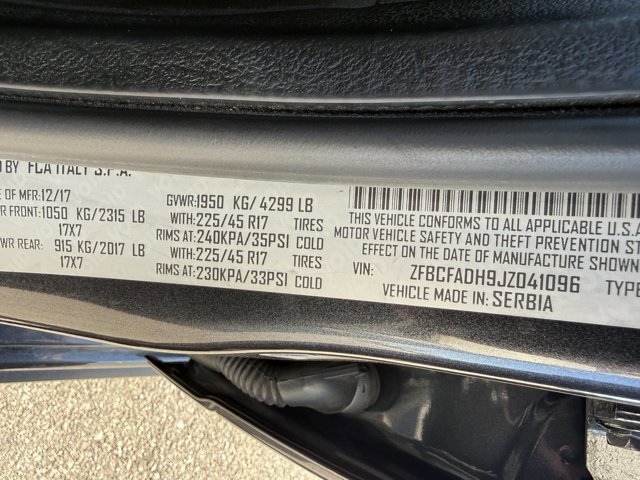 D BY FCA ITALY S.P.A.
E OF MFR: 12/17
GVWR: 1950 KG/ 4299 LB
R FRONT: 1050 KG/2315 LB
WITH: 225/45 R17 TIRES
17X7
RIMS AT: 240KPA/35PSI COLD
WR REAR: 915 KG/2017 LB
WITH: 225/45 R17 TIRES
17X7
RIMS AT: 230KPA/33PSI COLD
THIS VEHICLE CONFORMS TO ALL APPLICABLE U.S.A
MOTOR VEHICLE SAFETY AND THEFT PREVENTION ST
EFFECT ON THE DATE OF MANUFACTURE SHOWN
VIN: ZFBCFADH9JZ041096 TYPE
VEHICLE MADE IN: SERBIA